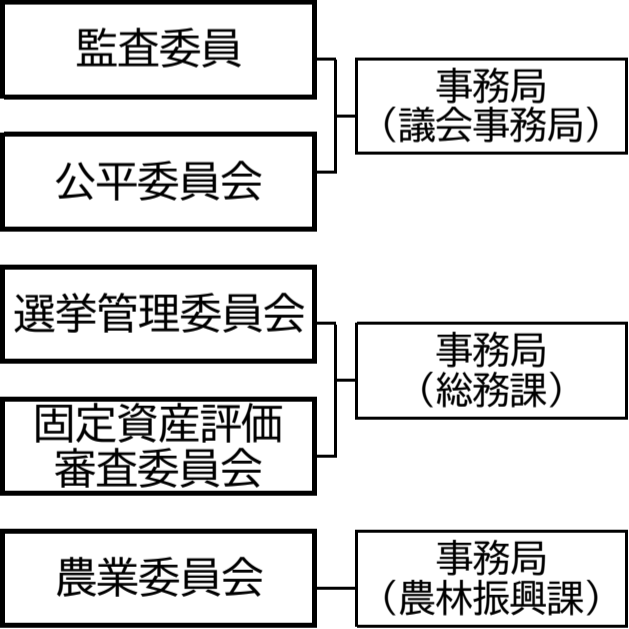 監査委員
事務局
（議会事務局）
公平委員会
選挙管理委員会
事務局
（総務課）
固定資産評価
審査委員会
農業委員会
事務局
（農林振興課）